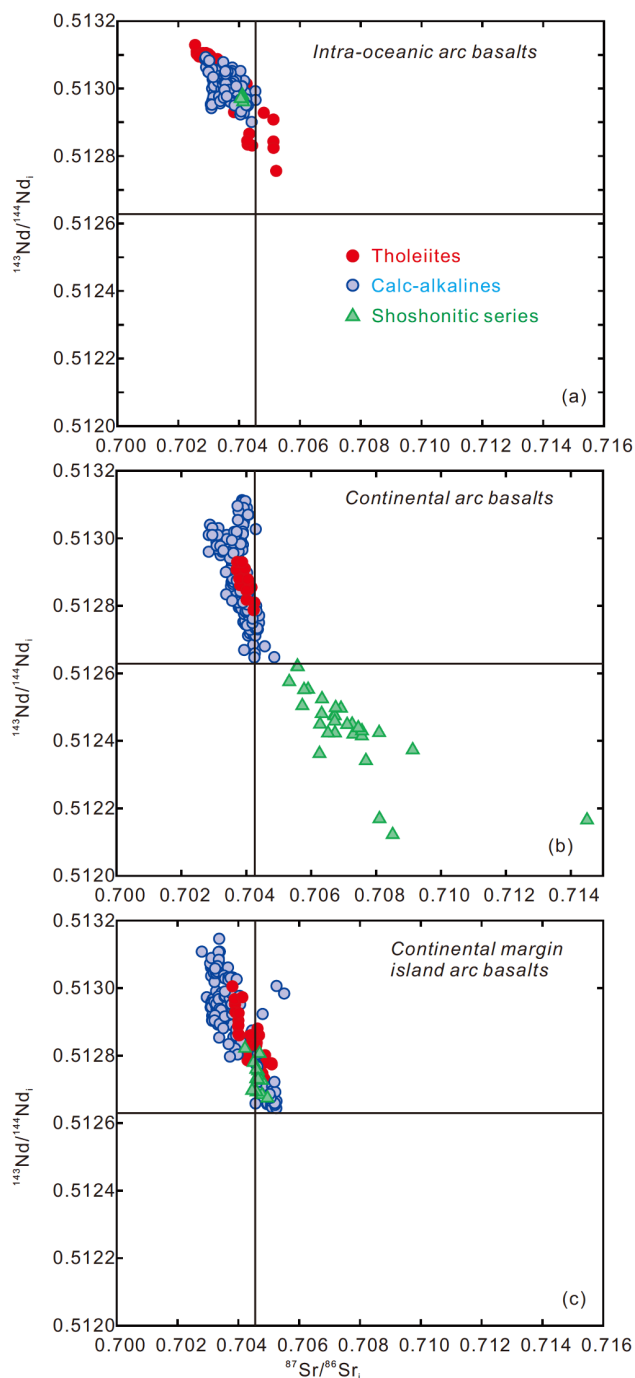 0.5132
Intra-oceanic arc basalts
0.5130
0.5128
¹⁴³Nd/¹⁴⁴Ndᵢ
0.5126
Tholeiites
0.5124
Calc-alkalines
Shoshonitic series
0.5122
(a)
0.5120
0.700 0.702 0.704 0.706 0.708 0.710 0.712 0.714 0.716
0.5132
Continental arc basalts
0.5130
0.5128
¹⁴³Nd/¹⁴⁴Ndᵢ
0.5126
0.5124
0.5122
(b)
0.5120
0.700 0.702 0.704 0.706 0.708 0.710 0.712 0.714
0.5132
Continental margin
island arc basalts
0.5130
0.5128
¹⁴³Nd/¹⁴⁴Ndᵢ
0.5126
0.5124
0.5122
(c)
0.5120
0.700 0.702 0.704 0.706 0.708 0.710 0.712 0.714 0.716
⁸⁷Sr/⁸⁶Srᵢ